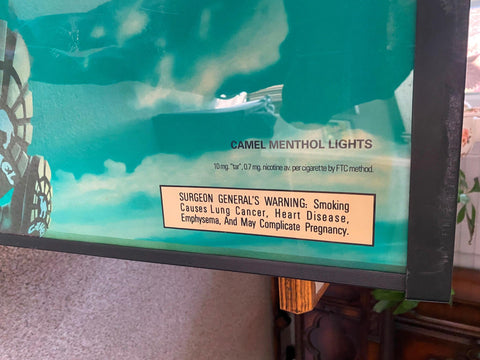 CAMEL MENTHOL LIGHTS
10 mg. "tar", 0.7 mg. nicotine av. per cigarette by FTC method.
SURGEON GENERAL'S WARNING: Smoking
Causes Lung Cancer, Heart Disease,
Emphysema, And May Complicate Pregnancy.